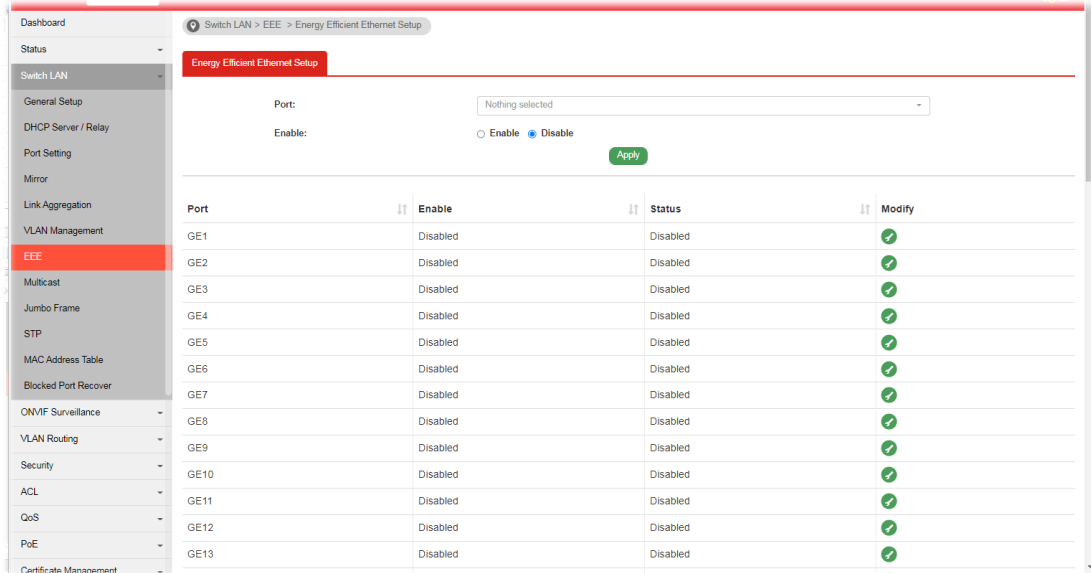 Dashboard
Status
Switch LAN
General Setup
DHCP Server / Relay
Port Setting
Mirror
Link Aggregation
VLAN Management
EEE
Multicast
Jumbo Frame
STP
MAC Address Table
Blocked Port Recover
ONVIF Surveillance
VLAN Routing
Security
ACL
QoS
PoE
Certificate Management
Switch LAN > EEE > Energy Efficient Ethernet Setup
Energy Efficient Ethernet Setup
Port: Nothing selected
Enable: Enable Disable
Apply
Port Enable Status Modify
GE1 Disabled Disabled
GE2 Disabled Disabled
GE3 Disabled Disabled
GE4 Disabled Disabled
GE5 Disabled Disabled
GE6 Disabled Disabled
GE7 Disabled Disabled
GE8 Disabled Disabled
GE9 Disabled Disabled
GE10 Disabled Disabled
GE11 Disabled Disabled
GE12 Disabled Disabled
GE13 Disabled Disabled